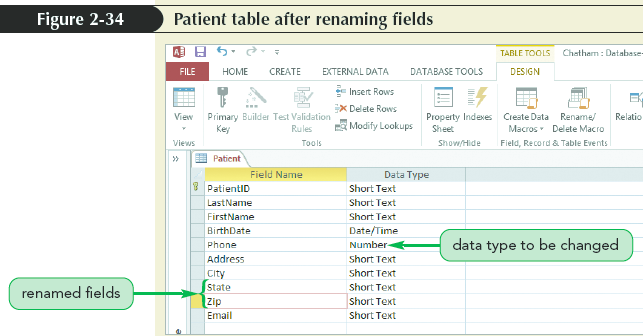 Figure 2-34 Patient table after renaming fields
TABLE TOOLS Chatham : Database-
FILE HOME CREATE EXTERNAL DATA DATABASE TOOLS DESIGN
View Primary Key Builder Test Validation Rules Insert Rows Delete Rows Modify Lookups Property Sheet Indexes Create Data Macros Rename/ Delete Macro Relatio
Views Tools Show/Hide Field, Record & Table Events
» Patient
Field Name Data Type
PatientID Short Text
LastName Short Text
FirstName Short Text
BirthDate Date/Time
Phone Number data type to be changed
Address Short Text
City Short Text
renamed fields State Short Text
Zip Short Text
Email Short Text